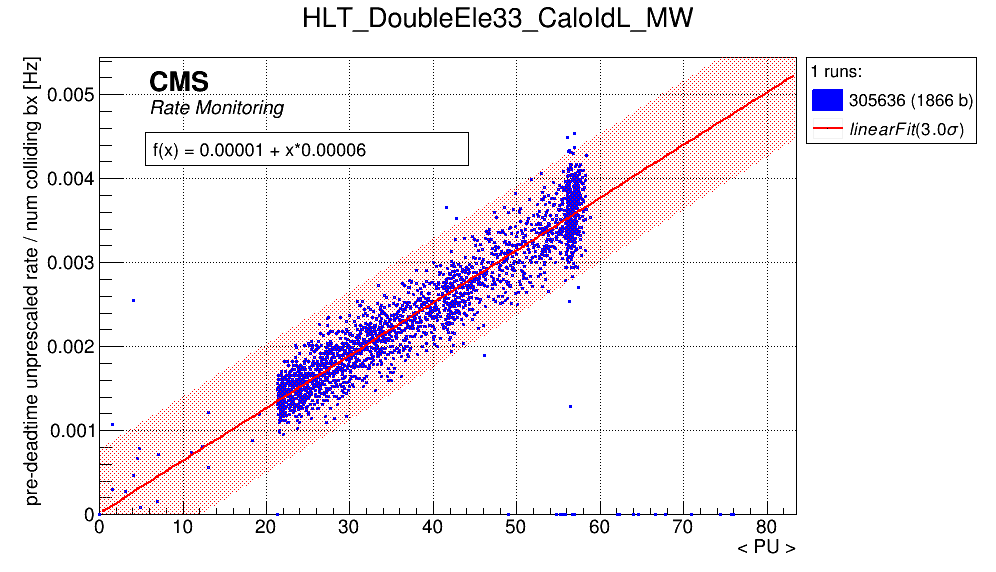 HLT_DoubleEle33_CaloIdL_MW
pre-deadtime unprescaled rate / num colliding bx [Hz]
CMS
Rate Monitoring
f(x) = 0.00001 + x*0.00006
1 runs:
305636 (1866 b)
linearFit(3.0σ)
0.005
0.004
0.003
0.002
0.001
0
0 10 20 30 40 50 60 70 80
< PU >